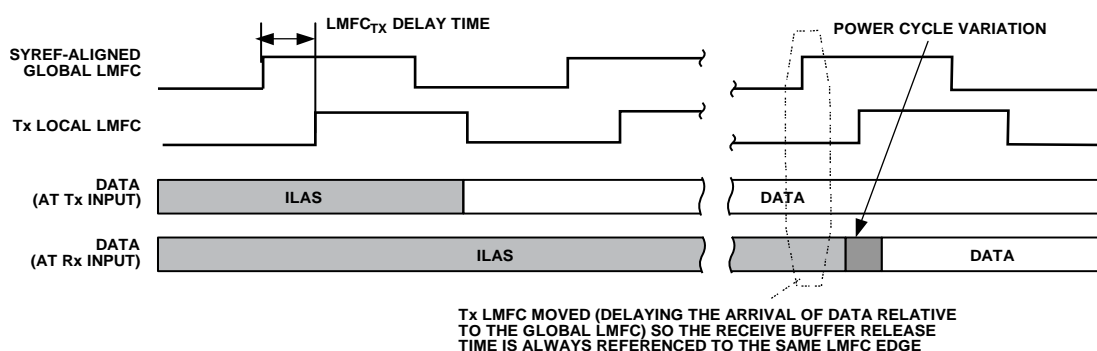 LMFCTX DELAY TIME
POWER CYCLE VARIATION
SYREF-ALIGNED
GLOBAL LMFC
Tx LOCAL LMFC
DATA
(AT Tx INPUT)
ILAS
DATA
DATA
(AT Rx INPUT)
ILAS
DATA
Tx LMFC MOVED (DELAYING THE ARRIVAL OF DATA RELATIVE
TO THE GLOBAL LMFC) SO THE RECEIVE BUFFER RELEASE
TIME IS ALWAYS REFERENCED TO THE SAME LMFC EDGE